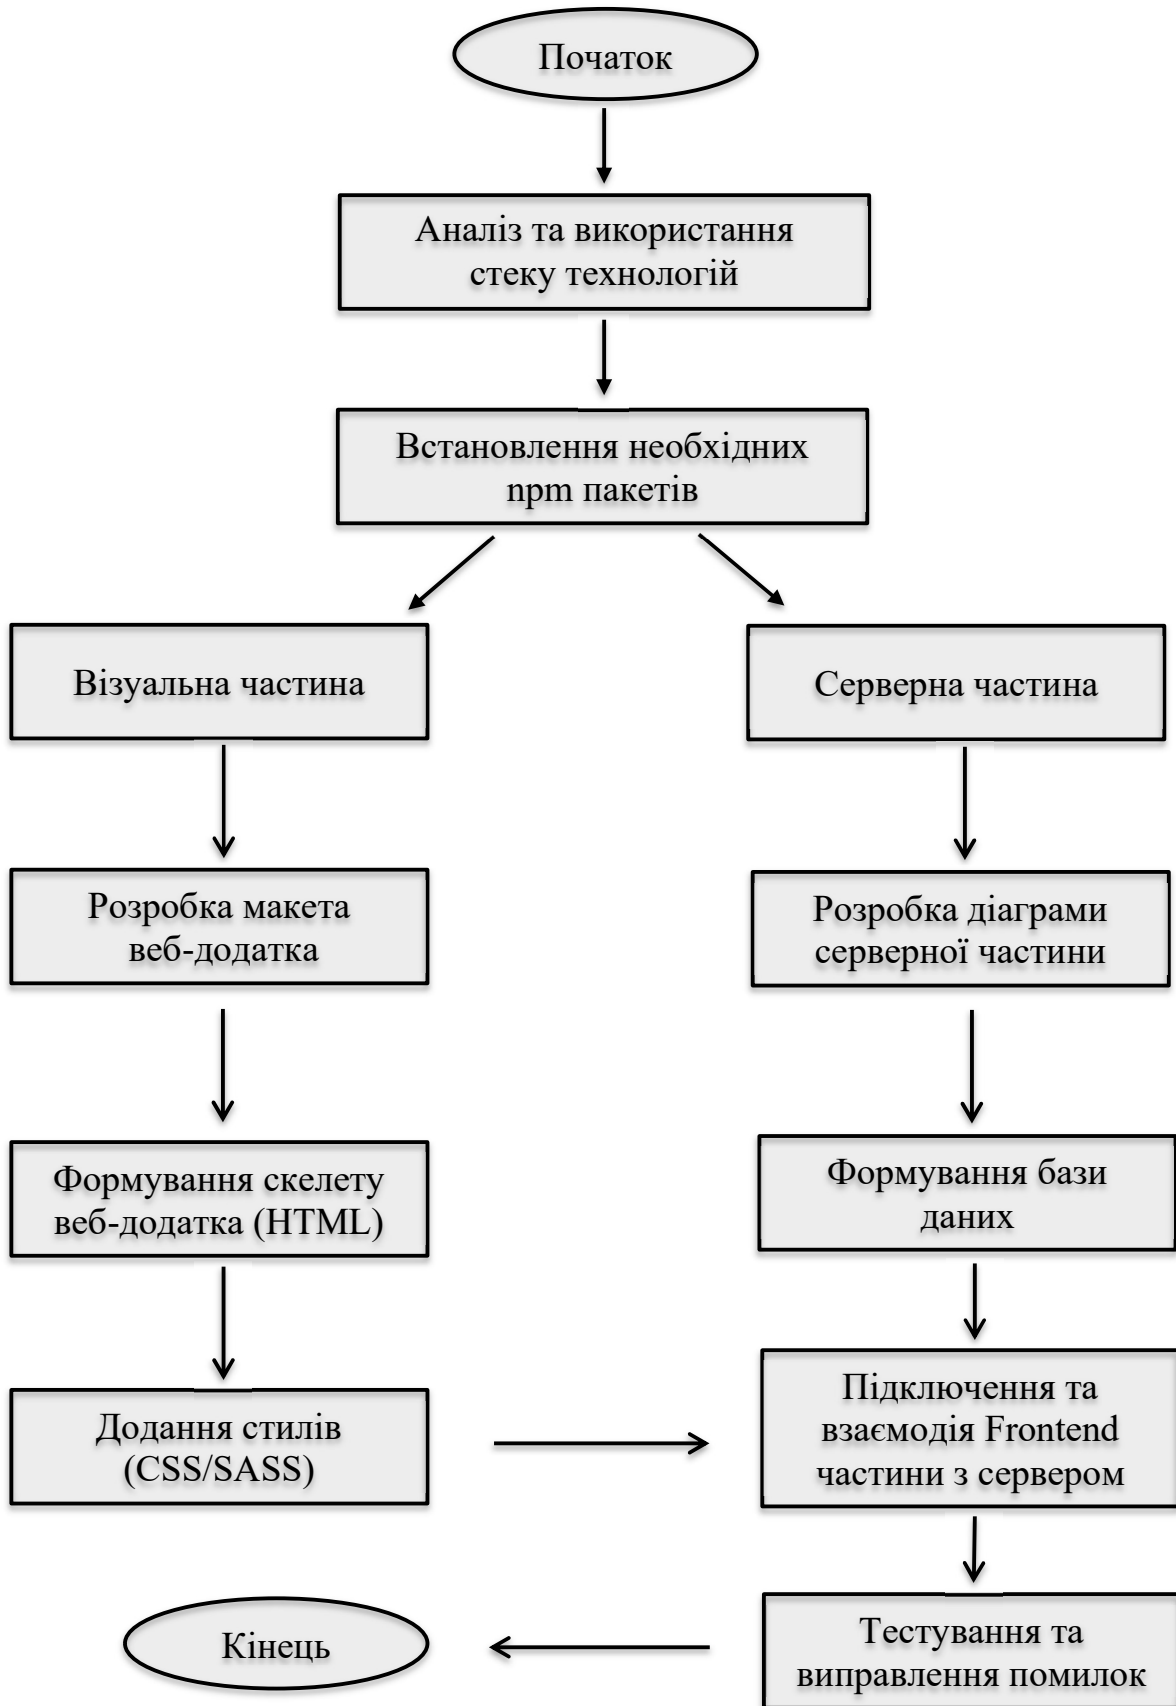 Початок
Аналіз та використання
стеку технологій
Встановлення необхідних
npm пакетів
Візуальна частина
Серверна частина
Розробка макета
веб-додатка
Розробка діаграми
серверної частини
Формування скелету
веб-додатка (HTML)
Формування бази
даних
Додання стилів
(CSS/SASS)
Підключення та
взаємодія Frontend
частини з сервером
Кінець
Тестування та
виправлення помилок